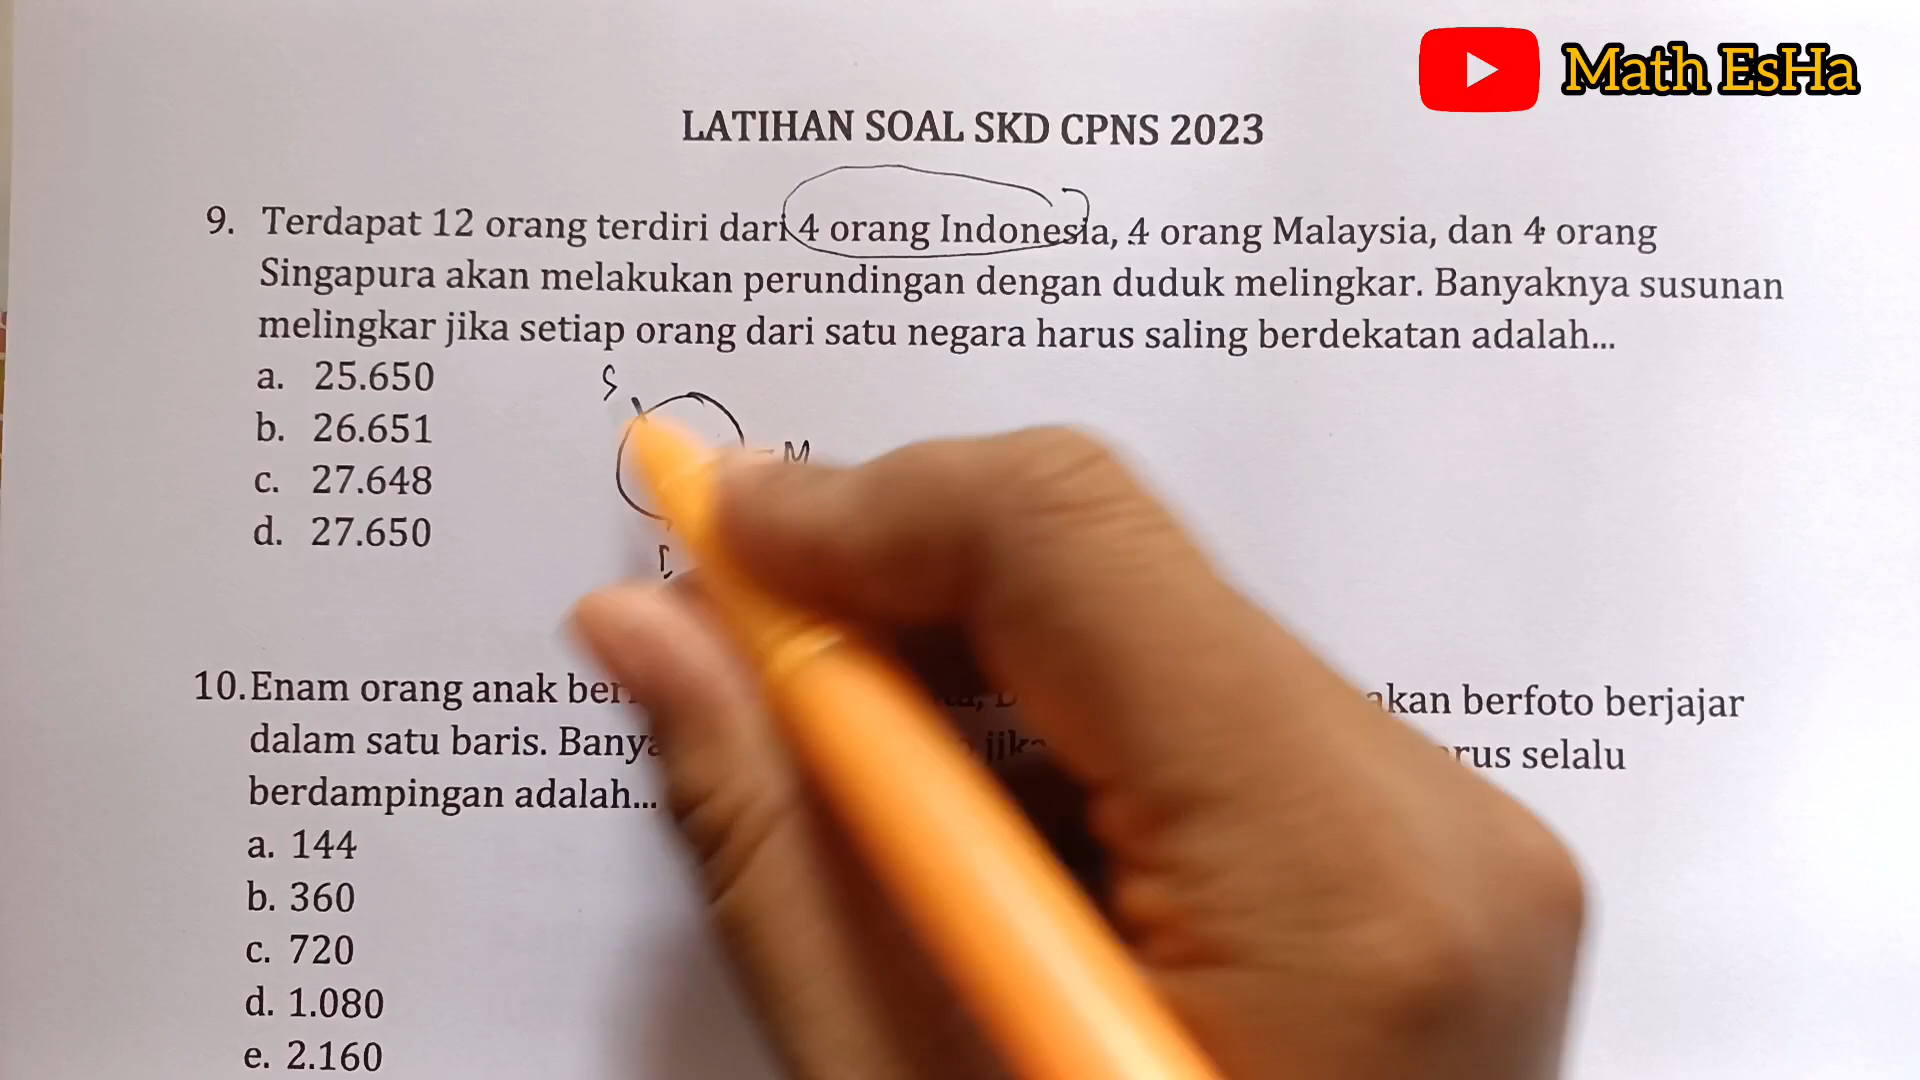 Math EsHa
LATIHAN SOAL SKD CPNS 2023
9. Terdapat 12 orang terdiri dari 4 orang Indonesia, 4 orang Malaysia, dan 4 orang
Singapura akan melakukan perundingan dengan duduk melingkar. Banyaknya susunan
melingkar jika setiap orang dari satu negara harus saling berdekatan adalah...
a. 25.650
b. 26.651
c. 27.648
d. 27.650
S
M
I
10. Enam orang anak akan berfoto berjajar
dalam satu baris. selalu
berdampingan adalah...
a. 144
b. 360
c. 720
d. 1.080
e. 2.160